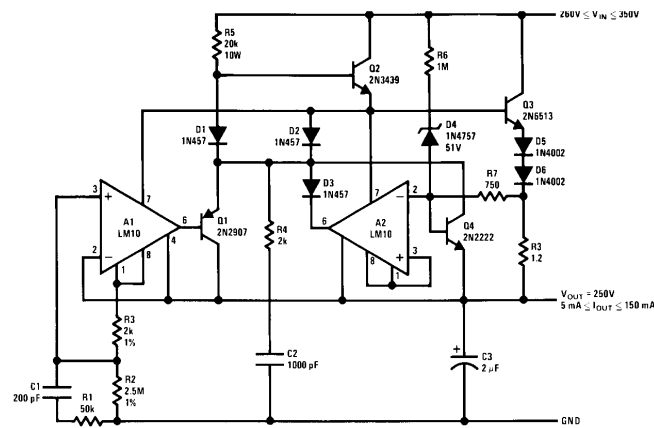 260V ≤ VIN ≤ 350V
R5
20k
10W
R6
1M
Q2
2N3439
Q3
2N6513
D1
1N457
D2
1N457
D4
1N4757
51V
D5
1N4002
D6
1N4002
D3
1N457
R7
750
3
+
7
A1
LM10
6
2
−
1
8
4
Q1
2N2907
R4
2k
7
2
−
6
A2
LM10
+
3
8
1
4
Q4
2N2222
R3
1.2
VOUT = 250V
5 mA ≤ IOUT ≤ 150 mA
R3
2k
1%
C2
1000 pF
+
C3
2 μF
C1
200 pF
R1
50k
R2
2.5M
1%
GND